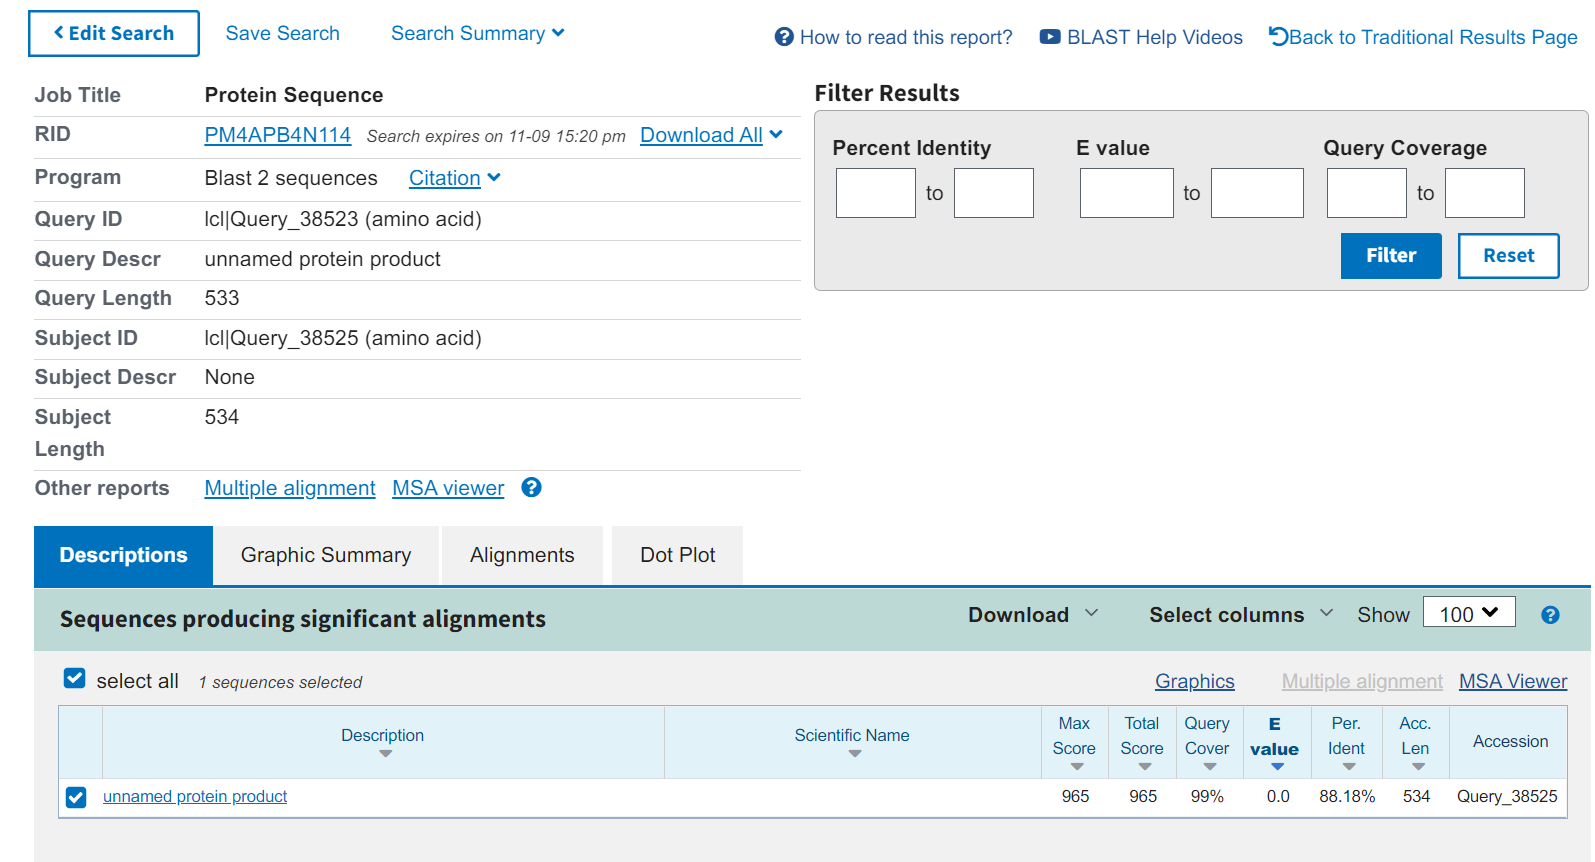 Edit Search Save Search Search Summary How to read this report? BLAST Help Videos Back to Traditional Results Page
Job Title Protein Sequence
RID PM4APB4N114 Search expires on 11-09 15:20 pm Download All
Program Blast 2 sequences Citation
Query ID lcl|Query_38523 (amino acid)
Query Descr unnamed protein product
Query Length 533
Subject ID lcl|Query_38525 (amino acid)
Subject Descr None
Subject Length 534
Other reports Multiple alignment MSA viewer ?
Filter Results
Percent Identity E value Query Coverage
to to to
Filter Reset
Descriptions Graphic Summary Alignments Dot Plot
Sequences producing significant alignments Download Select columns Show 100 ?
select all 1 sequences selected Graphics Multiple alignment MSA Viewer
Description Scientific Name Max Score Total Score Query Cover E value Per. Ident Acc. Len Accession
unnamed protein product 965 965 99% 0.0 88.18% 534 Query_38525